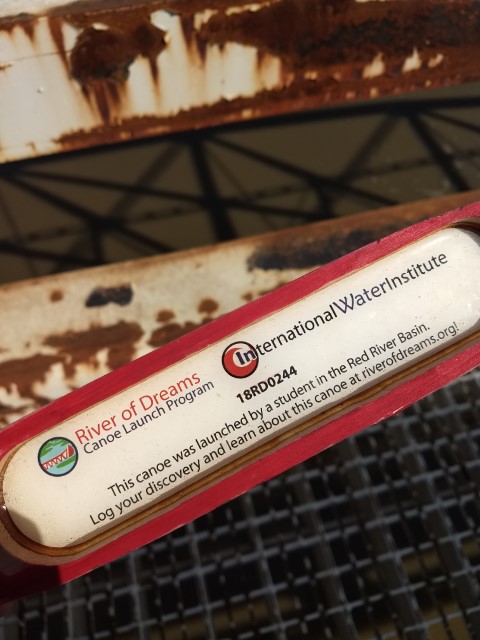 River of Dreams
Canoe Launch Program
InternationalWaterInstitute
18RD0244
This canoe was launched by a student in the Red River Basin.
Log your discovery and learn about this canoe at riverofdreams.org!